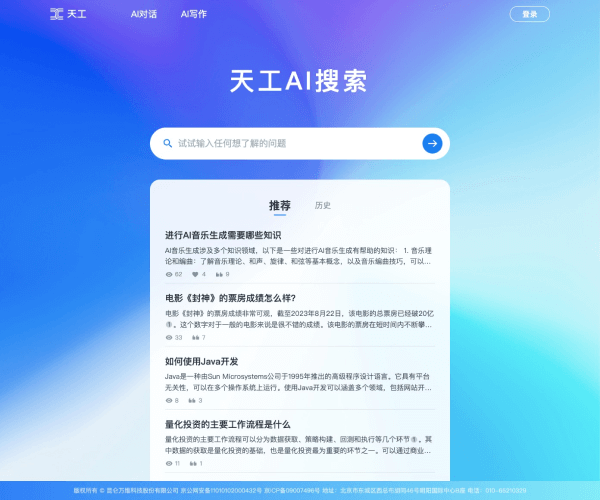 天工
AI对话
AI写作
登录
天工AI搜索
试试输入任何想了解的问题
推荐
历史
进行AI音乐生成需要哪些知识
AI音乐生成涉及多个知识领域，以下是一些对进行AI音乐生成有帮助的知识： 1. 音乐理
论和编曲：了解音乐理论、和声、旋律、和弦等基本概念，以及音乐编曲技巧，可以...
62
4
9
电影《封神》的票房成绩怎么样?
电影《封神》的票房成绩非常可观，截至2023年8月22日，该电影的总票房已经破20亿
①。这个数字对于一般的电影来说是很不错的成绩。该电影的票房在短时间内不断攀...
33
7
如何使用Java开发
Java是一种由Sun Microsystems公司于1995年推出的高级程序设计语言。它具有平台
无关性，可以在多个操作系统上运行。使用Java开发可以涵盖多个领域，包括网站开...
8
3
量化投资的主要工作流程是什么
量化投资的主要工作流程可以分为数据获取、策略构建、回测和执行等几个环节⑥。其
中数据的获取是量化投资的基础，也是量化投资最为重要的环节之一。可以通过商业...
11
1
版权所有 © 昆仑万维科技股份有限公司 京公网安备11010102000432号 京ICP备09007486号 地址：北京市东城区西总布胡同46号明阳国际中心B座 电话：010-65210320